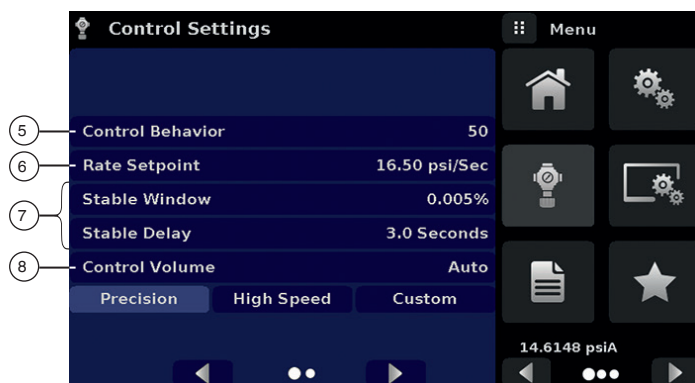 Control Settings
Menu
5 Control Behavior 50
6 Rate Setpoint 16.50 psi/Sec
7 Stable Window 0.005%
Stable Delay 3.0 Seconds
8 Control Volume Auto
Precision High Speed Custom
14.6148 psiA